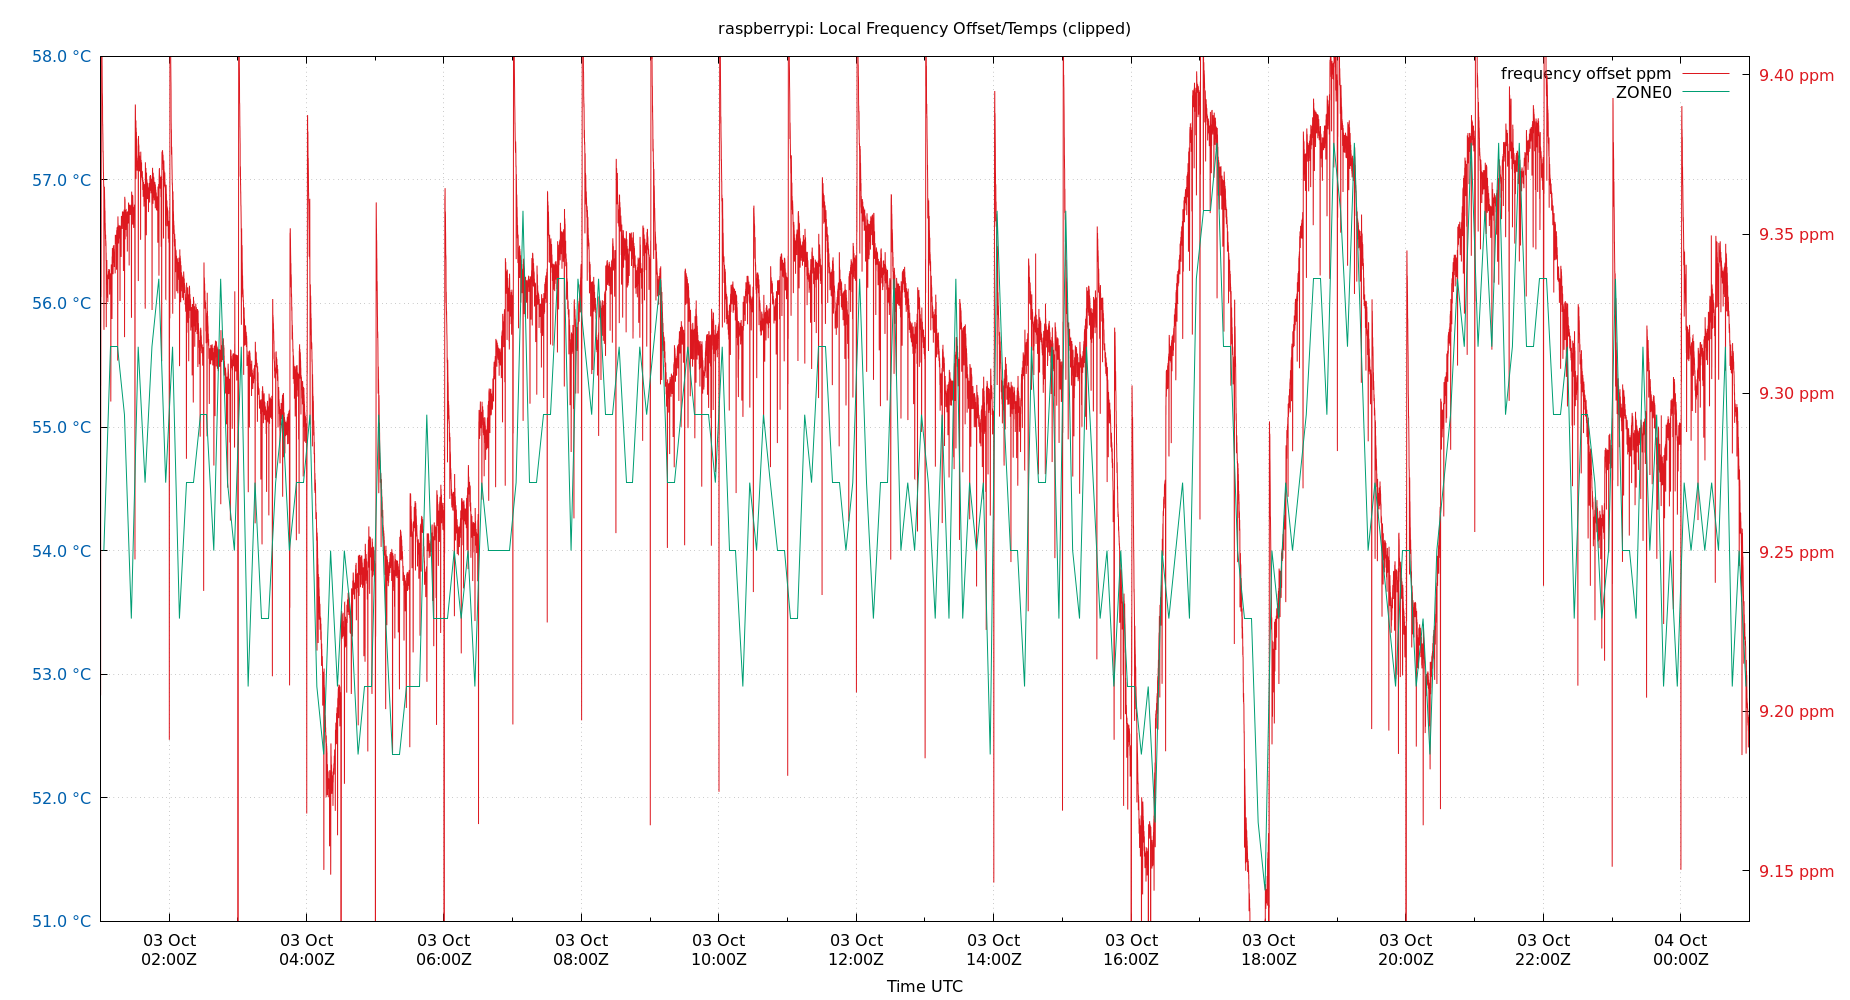 raspberrypi: Local Frequency Offset/Temps (clipped)
58.0 °C
57.0 °C
56.0 °C
55.0 °C
54.0 °C
53.0 °C
52.0 °C
51.0 °C
frequency offset ppm
ZONE0
9.40 ppm
9.35 ppm
9.30 ppm
9.25 ppm
9.20 ppm
9.15 ppm
03 Oct
02:00Z
03 Oct
04:00Z
03 Oct
06:00Z
03 Oct
08:00Z
03 Oct
10:00Z
03 Oct
12:00Z
03 Oct
14:00Z
03 Oct
16:00Z
03 Oct
18:00Z
03 Oct
20:00Z
03 Oct
22:00Z
04 Oct
00:00Z
Time UTC